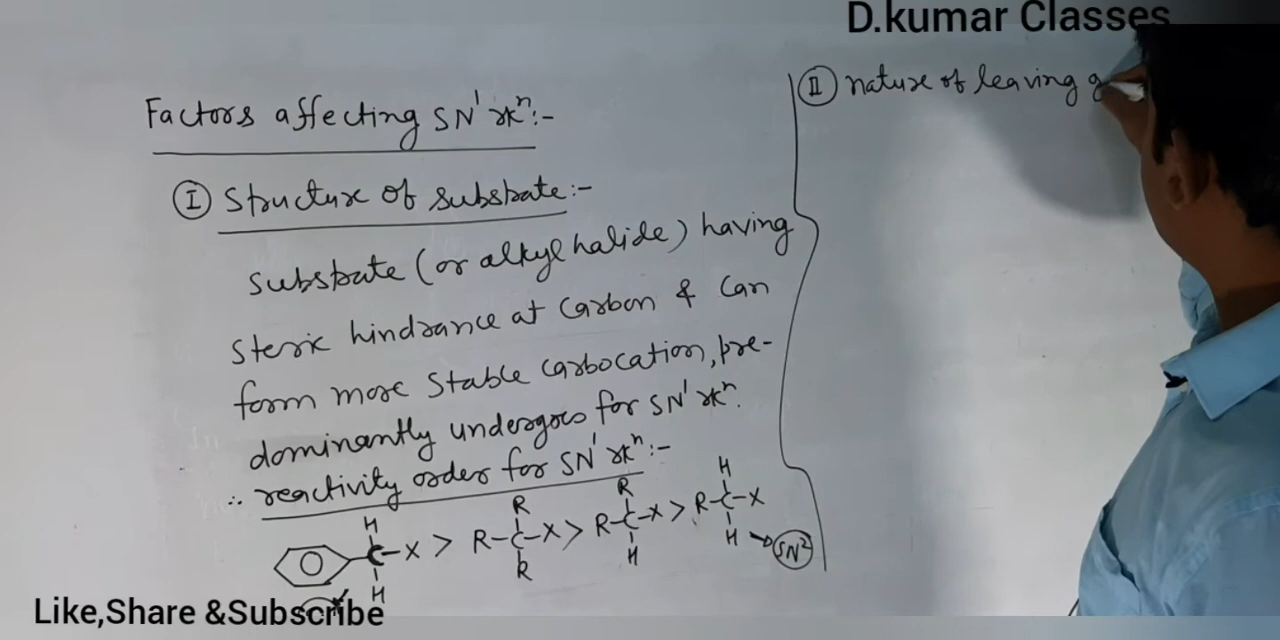 D.kumar Classes
Factors affecting SN¹ rxⁿ:-
Ⓘ Structure of substrate:-
Substrate (or alkyl halide) having
steric hindrance at Carbon & Can
form more Stable carbocation, pre-
dominantly undergoes for SN¹ rxⁿ.
∴ reactivity order for SN¹ rxⁿ:-
H R R H
C-X > R-C-X > R-C-X > R-C-X
H R H H → SN²
II nature of leaving g
Like,Share &Subscribe